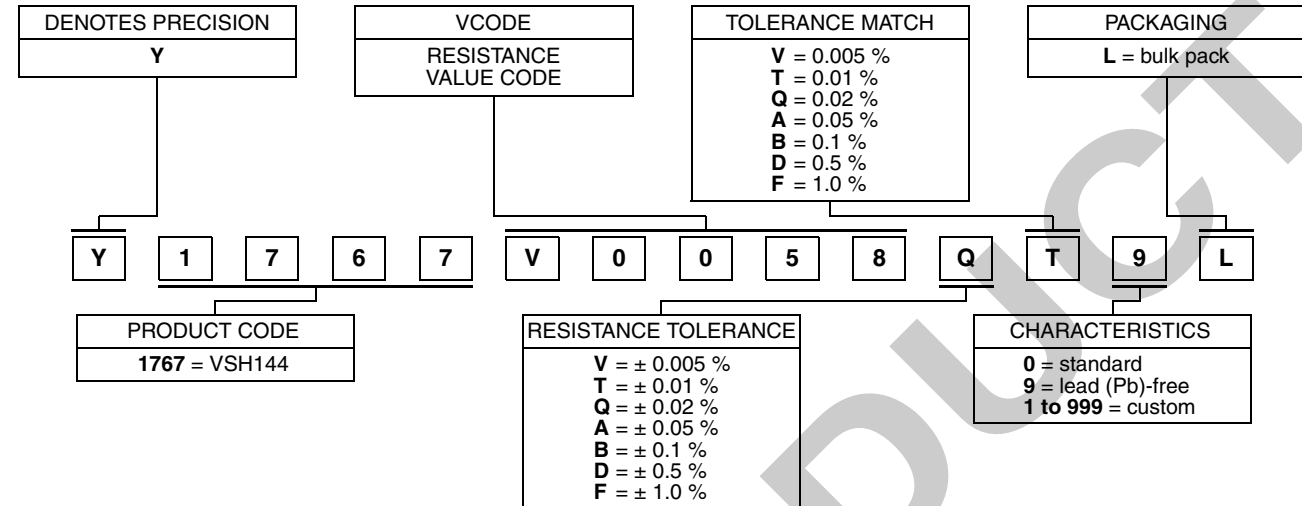 DENOTES PRECISION
Y
VCODE
RESISTANCE
VALUE CODE
TOLERANCE MATCH
V = 0.005 %
T = 0.01 %
Q = 0.02 %
A = 0.05 %
B = 0.1 %
D = 0.5 %
F = 1.0 %
PACKAGING
L = bulk pack
Y 1 7 6 7 V 0 0 5 8 Q T 9 L
PRODUCT CODE
1767 = VSH144
RESISTANCE TOLERANCE
V = ± 0.005 %
T = ± 0.01 %
Q = ± 0.02 %
A = ± 0.05 %
B = ± 0.1 %
D = ± 0.5 %
F = ± 1.0 %
CHARACTERISTICS
0 = standard
9 = lead (Pb)-free
1 to 999 = custom
DUCT